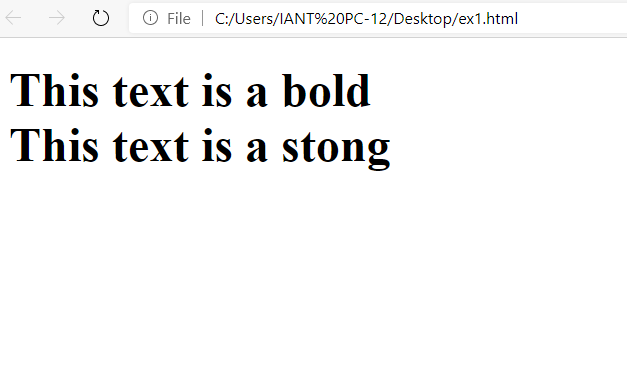 File | C:/Users/IANT%20PC-12/Desktop/ex1.html
This text is a bold
This text is a stong